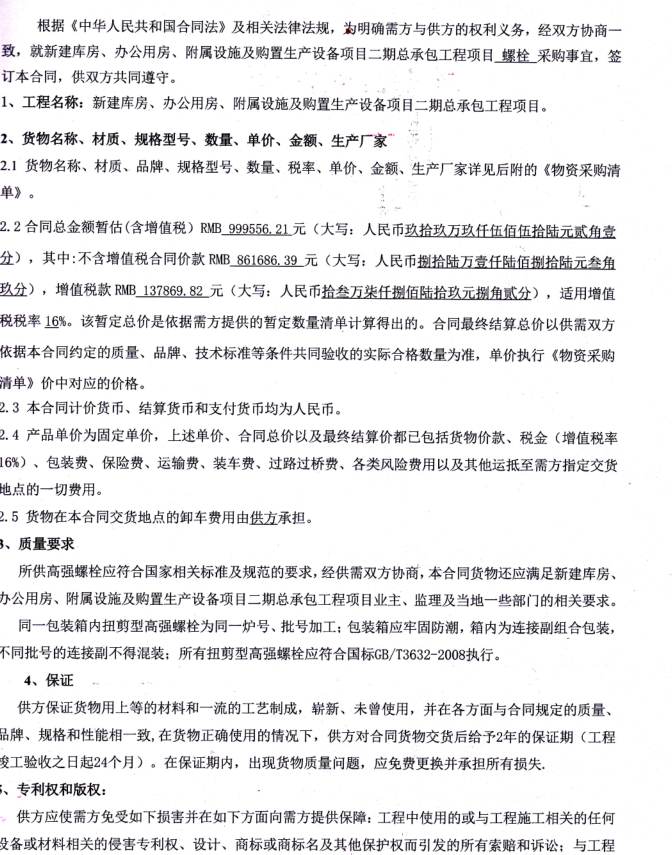 根据《中华人民共和国合同法》及相关法律法规，为明确需方与供方的权利义务，经双方协商一
致，就新建库房、办公用房、附属设施及购置生产设备项目二期总承包工程项目 螺栓 采购事宜，签
订本合同，供双方共同遵守。
1、工程名称：新建库房、办公用房、附属设施及购置生产设备项目二期总承包工程项目。
2、货物名称、材质、规格型号、数量、单价、金额、生产厂家
2.1 货物名称、材质、品牌、规格型号、数量、税率、单价、金额、生产厂家详见后附的《物资采购清
单》。
2.2 合同总金额暂估(含增值税）RMB 999556.21 元（大写：人民币玖拾玖万玖仟伍佰伍拾陆元贰角壹
分），其中:不含增值税合同价款 RMB 861686.39 元（大写：人民币捌拾陆万壹仟陆佰捌拾陆元叁角
玖分），增值税款 RMB 137869.82 元（大写：人民币拾叁万柒仟捌佰陆拾玖元捌角贰分），适用增值
税税率 16%。该暂定总价是依据需方提供的暂定数量清单计算得出的。合同最终结算总价以供需双方
依据本合同约定的质量、品牌、技术标准等条件共同验收的实际合格数量为准，单价执行《物资采购
清单》价中对应的价格。
2.3 本合同计价货币、结算货币和支付货币均为人民币。
2.4 产品单价为固定单价，上述单价、合同总价以及最终结算价都已包括货物价款、税金（增值税率
16%）、包装费、保险费、运输费、装车费、过路过桥费、各类风险费用以及其他运抵至需方指定交货
地点的一切费用。
2.5 货物在本合同交货地点的卸车费用由供方承担。
3、质量要求
所供高强螺栓应符合国家相关标准及规范的要求，经供需双方协商，本合同货物还应满足新建库房、
办公用房、附属设施及购置生产设备项目二期总承包工程项目业主、监理及当地一些部门的相关要求。
同一包装箱内扭剪型高强螺栓为同一炉号、批号加工；包装箱应牢固防潮，箱内为连接副组合包装，
不同批号的连接副不得混装；所有扭剪型高强螺栓应符合国标GB/T3632-2008执行。
4、保证
供方保证货物用上等的材料和一流的工艺制成，崭新、未曾使用，并在各方面与合同规定的质量、
品牌、规格和性能相一致,在货物正确使用的情况下，供方对合同货物交货后给予2年的保证期（工程
竣工验收之日起24个月）。在保证期内，出现货物质量问题，应免费更换并承担所有损失.
5、专利权和版权：
供方应使需方免受如下损害并在如下方面向需方提供保障：工程中使用的或与工程施工相关的任何
设备或材料相关的侵害专利权、设计、商标或商标名及其他保护权而引发的所有索赔和诉讼；与工程